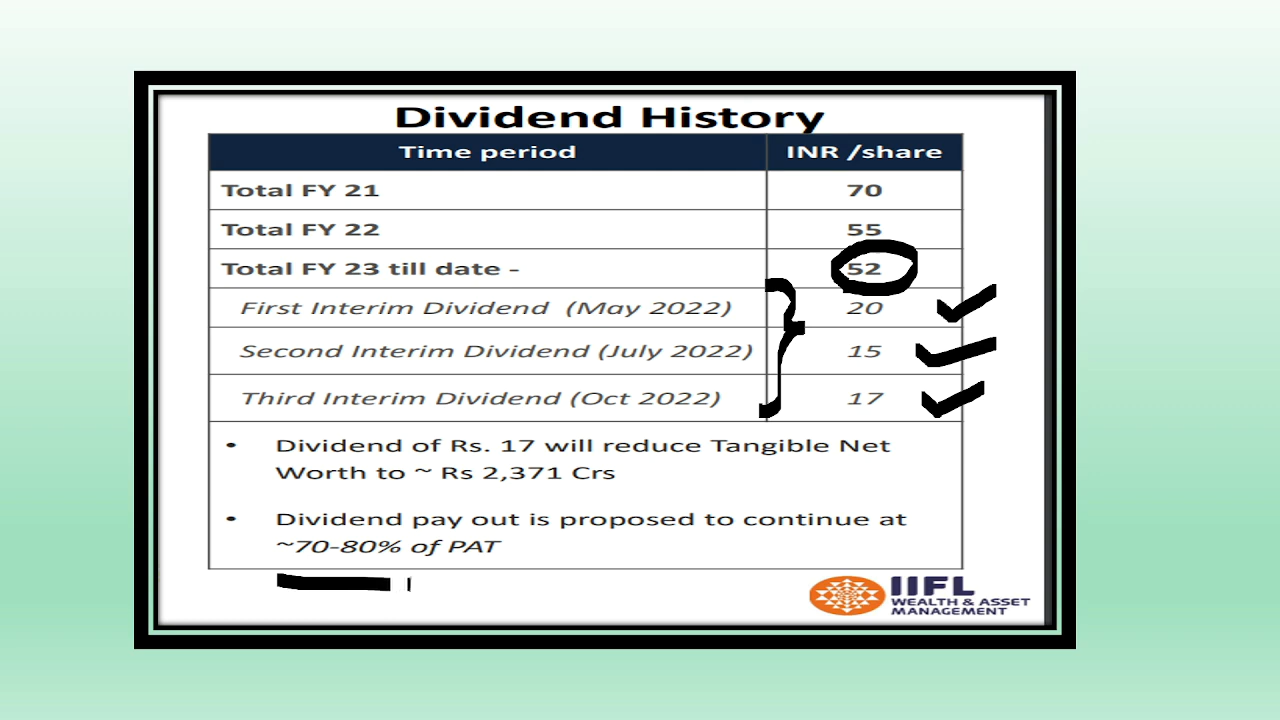 Dividend History
Time period INR /share
Total FY 21 70
Total FY 22 55
Total FY 23 till date - 52
First Interim Dividend (May 2022) 20
Second Interim Dividend (July 2022) 15
Third Interim Dividend (Oct 2022) 17
• Dividend of Rs. 17 will reduce Tangible Net
Worth to ~ Rs 2,371 Crs
• Dividend pay out is proposed to continue at
~70-80% of PAT
IIFL
WEALTH & ASSET
MANAGEMENT